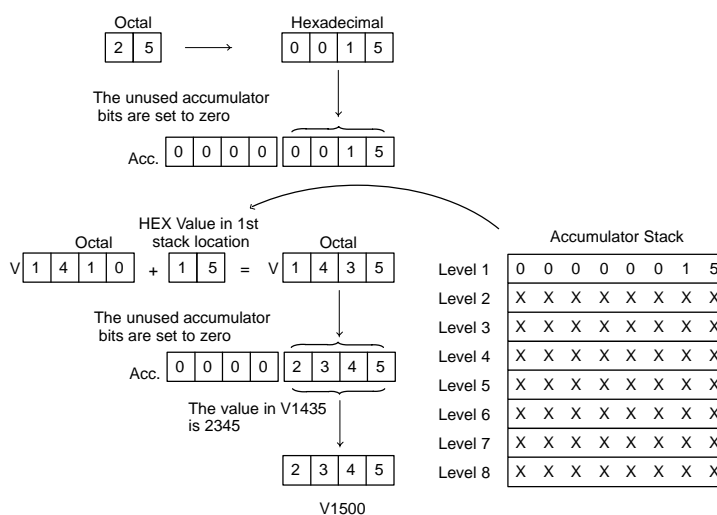 Octal Hexadecimal
2 5 0 0 1 5
The unused accumulator
bits are set to zero
Acc. 0 0 0 0 0 0 1 5
HEX Value in 1st
stack location
Octal Octal
V 1 4 1 0 + 1 5 = V 1 4 3 5
The unused accumulator
bits are set to zero
Acc. 0 0 0 0 2 3 4 5
The value in V1435
is 2345
2 3 4 5
V1500
Accumulator Stack
Level 1 0 0 0 0 0 0 1 5
Level 2 X X X X X X X X
Level 3 X X X X X X X X
Level 4 X X X X X X X X
Level 5 X X X X X X X X
Level 6 X X X X X X X X
Level 7 X X X X X X X X
Level 8 X X X X X X X X